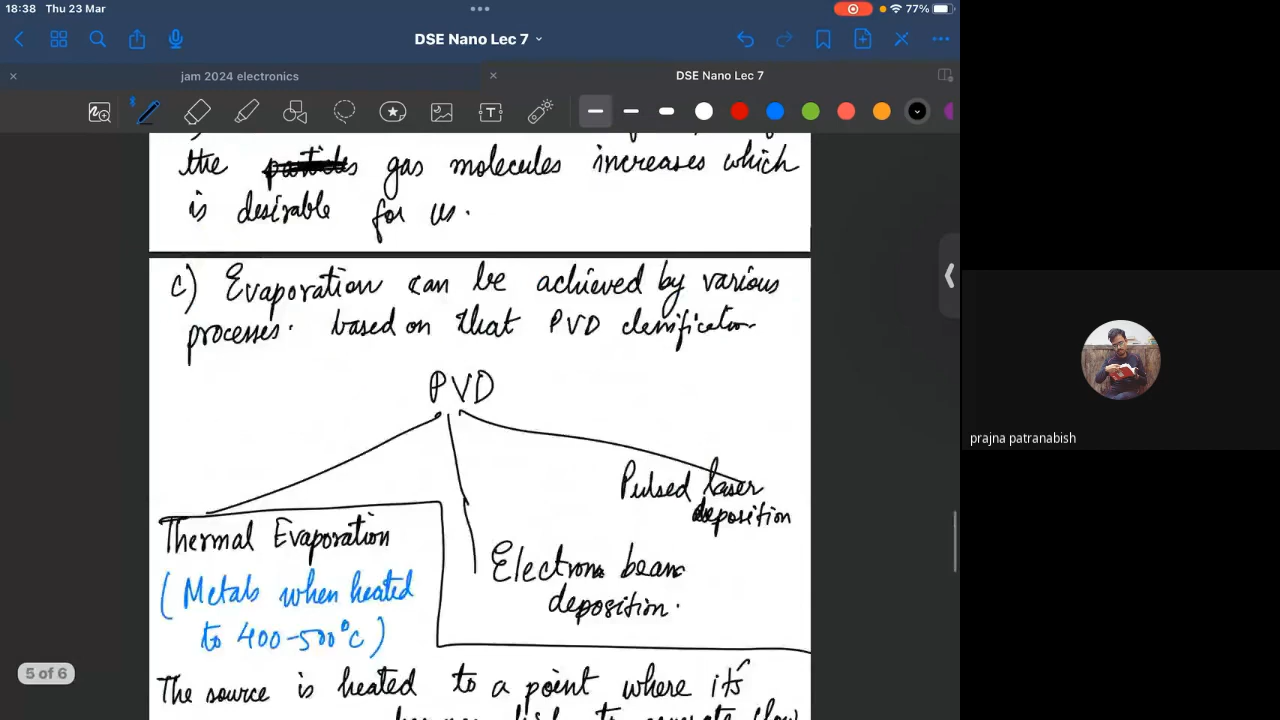 18:38 Thu 23 Mar
77%
DSE Nano Lec 7
jam 2024 electronics
DSE Nano Lec 7
the particles gas molecules increases which
is desirable for us.
c) Evaporation can be achieved by various
processes. based on that PVD classification
PVD
Pulsed laser
deposition
Thermal Evaporation
(Metals when heated
to 400-500°C)
Electron beam
deposition.
5 of 6
The source is heated to a point where it's
prajna patranabish